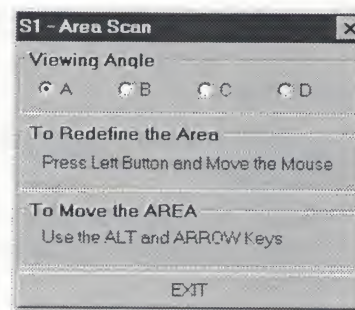 S1 - Area Scan
Viewing Angle
A B C D
To Redefine the Area
Press Left Button and Move the Mouse
To Move the AREA
Use the ALT and ARROW Keys
EXIT